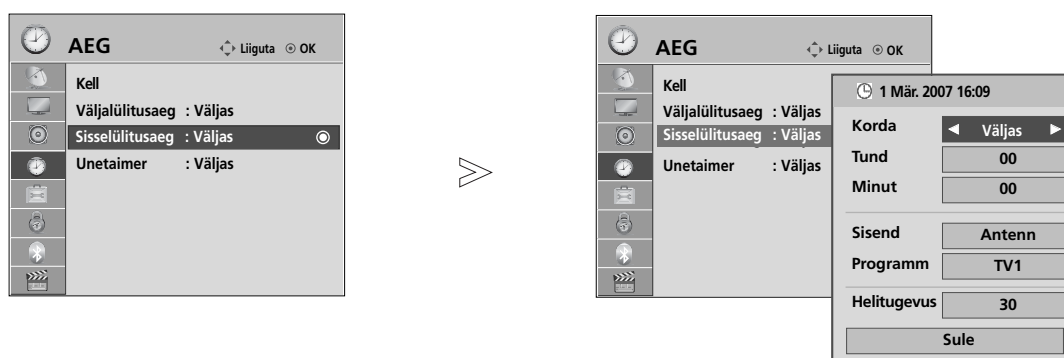 AEG Liiguta OK
Kell
Väljalülitusaeg : Väljas
Sisselülitusaeg : Väljas
Unetaimer : Väljas
AEG Liiguta OK
Kell
Väljalülitusaeg : Väljas
Sisselülitusaeg : Väljas
Unetaimer : Väljas
1 Mär. 2007 16:09
Korda Väljas
Tund 00
Minut 00
Sisend Antenn
Programm TV1
Helitugevus 30
Sule